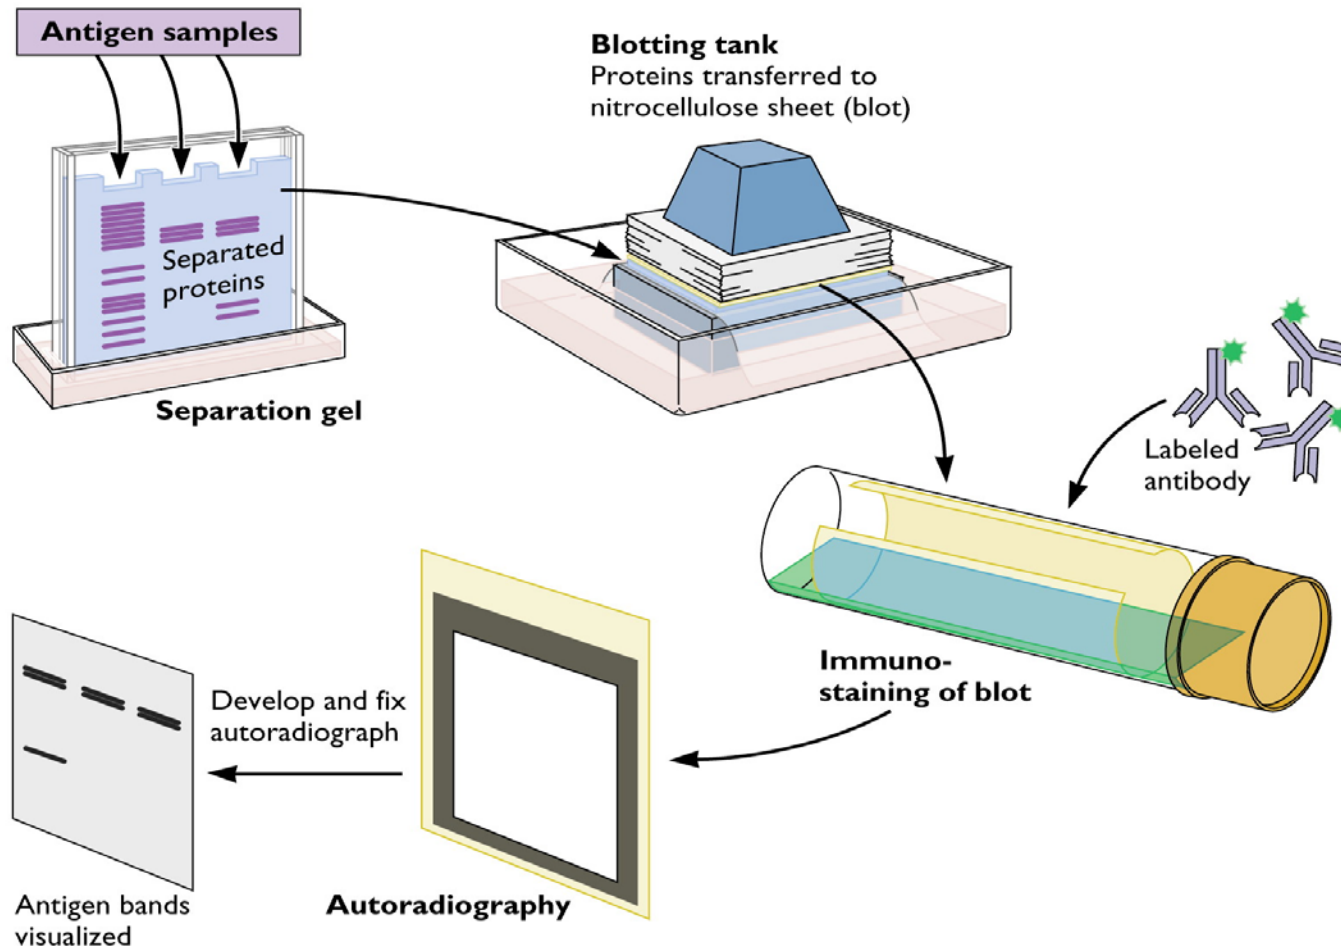 Antigen samples
Blotting tank
Proteins transferred to
nitrocellulose sheet (blot)
Separated
proteins
Separation gel
Labeled
antibody
Immuno-
staining of blot
Develop and fix
autoradiograph
Antigen bands
visualized
Autoradiography